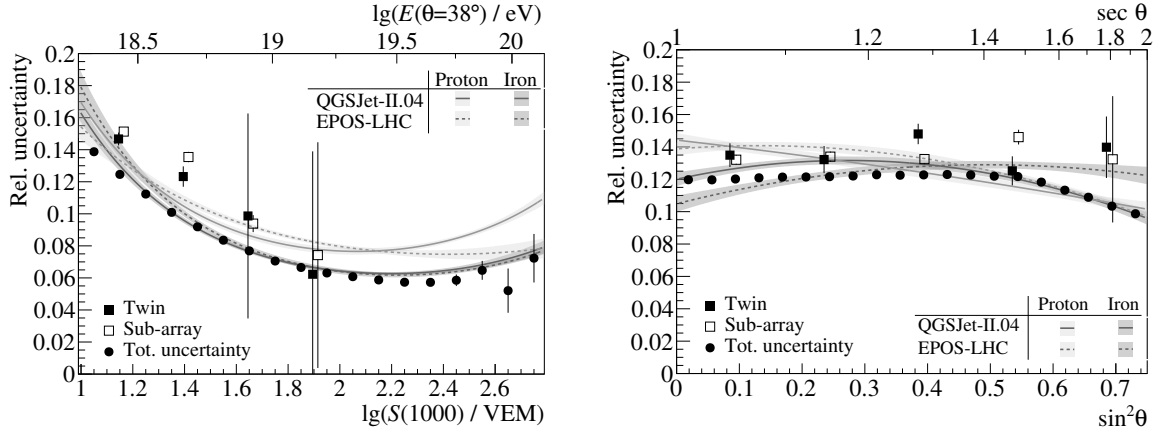 lg(E(θ=38°) / eV)
18.5 19 19.5 20
Rel. uncertainty
0.2
0.18
0.16
0.14
0.12
0.1
0.08
0.06
0.04
0.02
0
Proton Iron
QGSJet-II.04
EPOS-LHC
Twin
Sub-array
Tot. uncertainty
1 1.2 1.4 1.6 1.8 2 2.2 2.4 2.6
lg(S(1000) / VEM)
sec θ
1 1.2 1.4 1.6 1.8 2
Rel. uncertainty
0.2
0.18
0.16
0.14
0.12
0.1
0.08
0.06
0.04
0.02
0
Twin
Sub-array
Tot. uncertainty
Proton Iron
QGSJet-II.04
EPOS-LHC
0 0.1 0.2 0.3 0.4 0.5 0.6 0.7
sin²θ